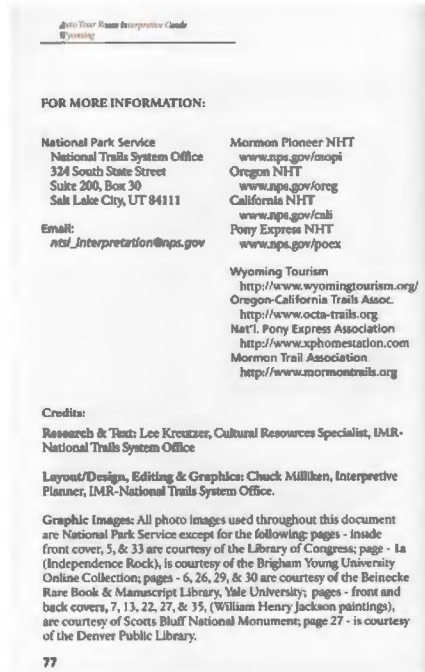 Auto Tour Route Interpretive Guide
Wyoming
FOR MORE INFORMATION:
National Park Service
National Trails System Office
324 South State Street
Suite 200, Box 30
Salt Lake City, UT 84111
Email:
ntsl_interpretation@nps.gov
Mormon Pioneer NHT
www.nps.gov/mopi
Oregon NHT
www.nps.gov/oreg
California NHT
www.nps.gov/cali
Pony Express NHT
www.nps.gov/poex
Wyoming Tourism
http://www.wyomingtourism.org/
Oregon-California Trails Assoc.
http://www.octa-trails.org
Nat'l. Pony Express Association
http://www.xphomestation.com
Mormon Trail Association
http://www.mormontrails.org
Credits:
Research & Text: Lee Kreutzer, Cultural Resources Specialist, IMR-
National Trails System Office
Layout/Design, Editing & Graphics: Chuck Milliken, Interpretive
Planner, IMR-National Trails System Office.
Graphic Images: All photo images used throughout this document
are National Park Service except for the following: pages - inside
front cover, 5, & 33 are courtesy of the Library of Congress; page - 1a
(Independence Rock), is courtesy of the Brigham Young University
Online Collection; pages - 6, 26, 29, & 30 are courtesy of the Beinecke
Rare Book & Manuscript Library, Yale University; pages - front and
back covers, 7, 13, 22, 27, & 35, (William Henry Jackson paintings),
are courtesy of Scotts Bluff National Monument; page 27 - is courtesy
of the Denver Public Library.
77